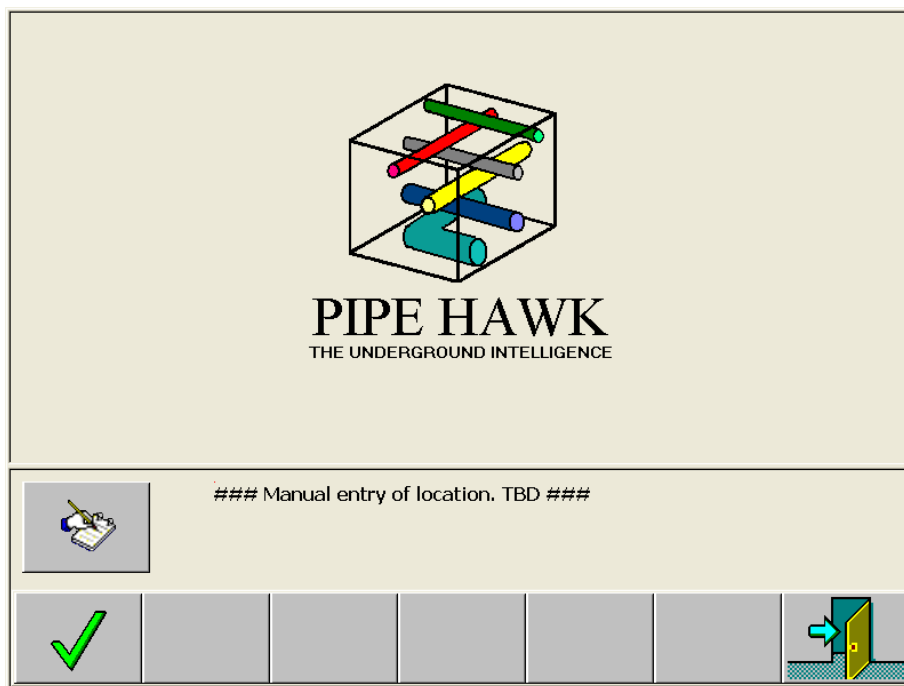 PIPE HAWK
THE UNDERGROUND INTELLIGENCE
### Manual entry of location. TBD ###